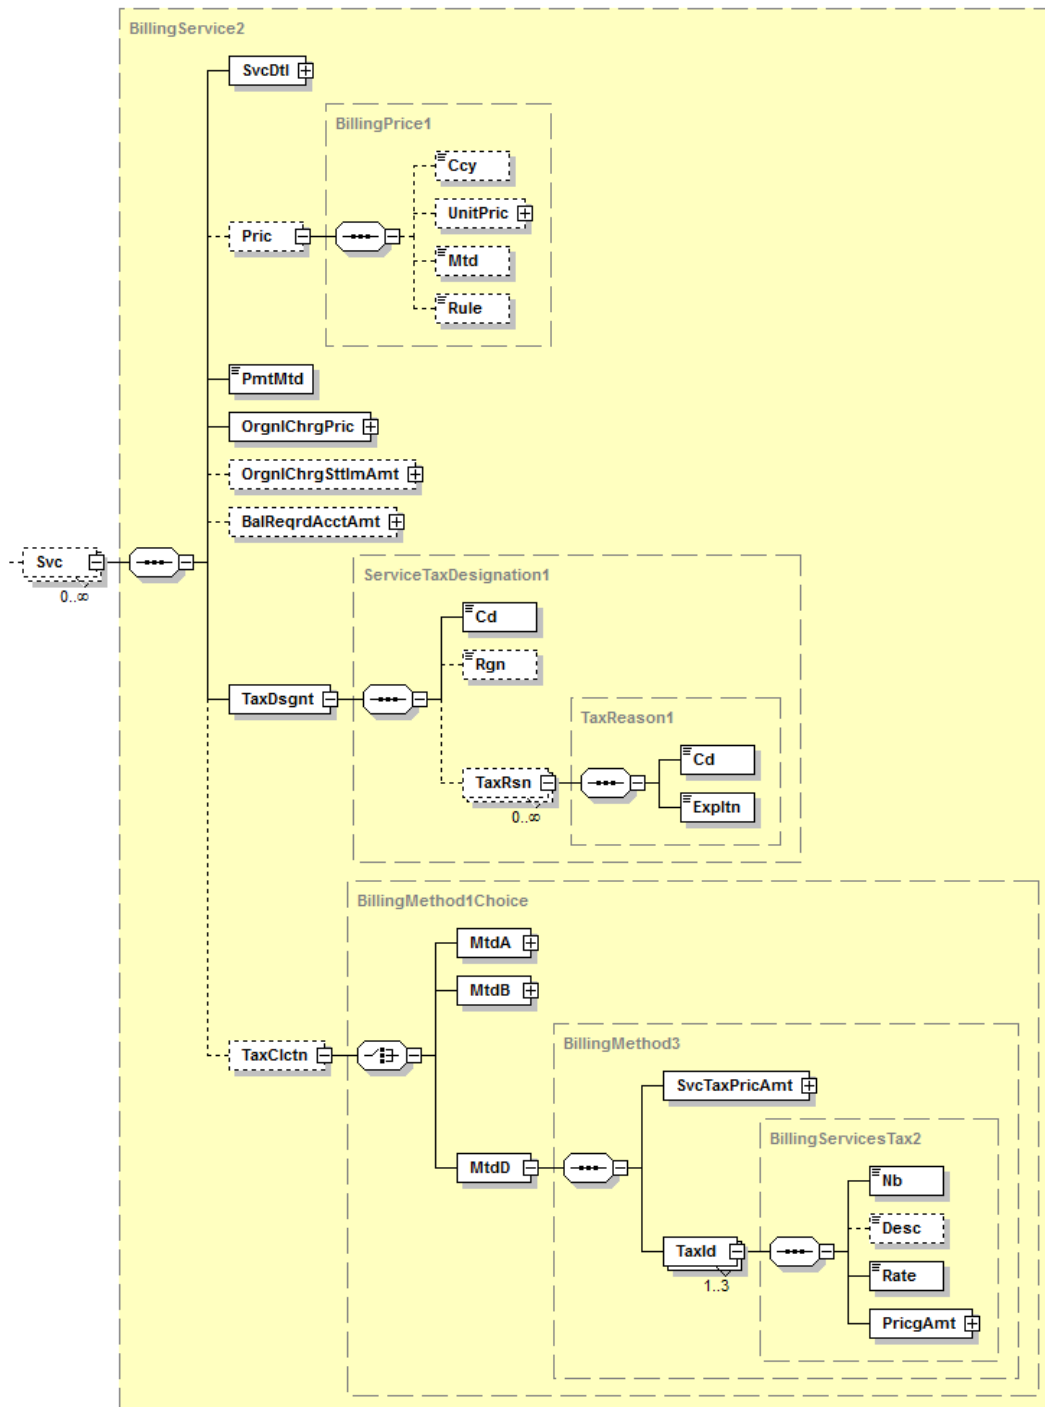 BillingService2
SvcDtl
BillingPrice1
Ccy
UnitPric
Pric
Mtd
Rule
PmtMtd
OrgnlChrgPric
OrgnlChrgSttlmAmt
BalReqrdAcctAmt
Svc
0..∞
ServiceTaxDesignation1
Cd
Rgn
TaxDsgnt
TaxReason1
Cd
TaxRsn
0..∞
Expltn
BillingMethod1Choice
MtdA
MtdB
TaxClctn
BillingMethod3
SvcTaxPricAmt
BillingServicesTax2
MtdD
Nb
Desc
TaxId
1..3
Rate
PricgAmt